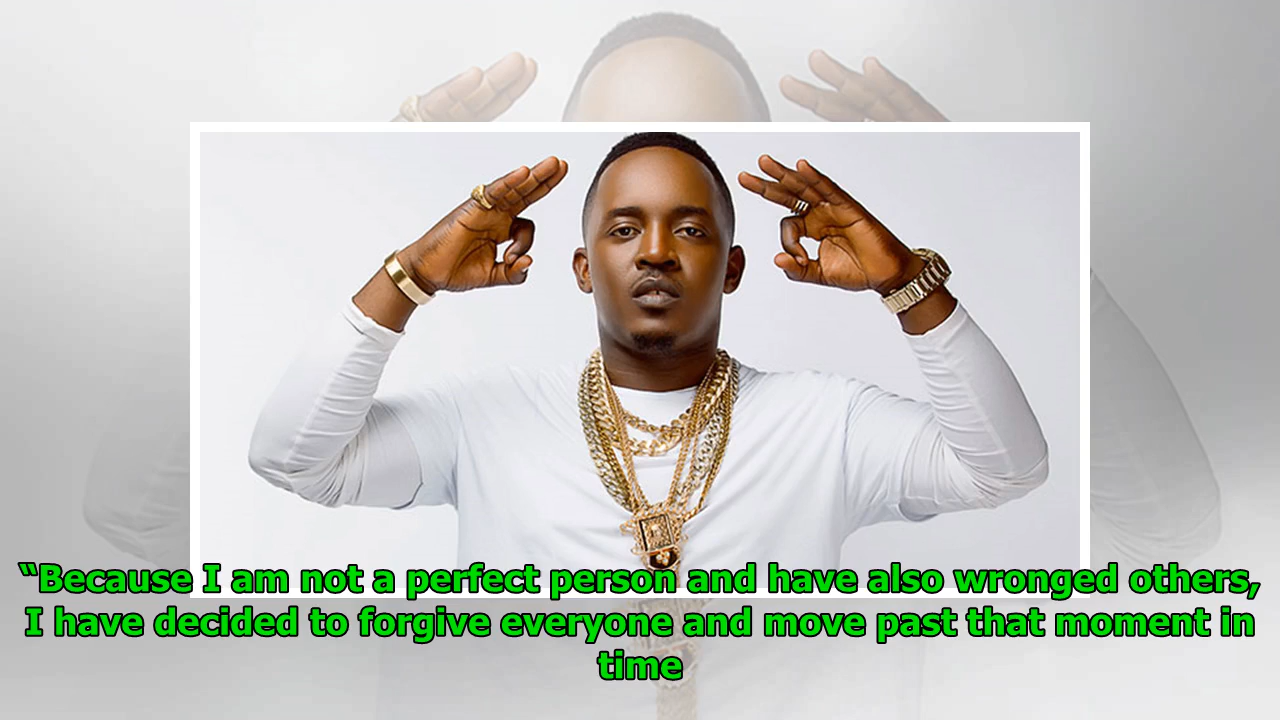 “Because I am not a perfect person and have also wronged others,
I have decided to forgive everyone and move past that moment in
time